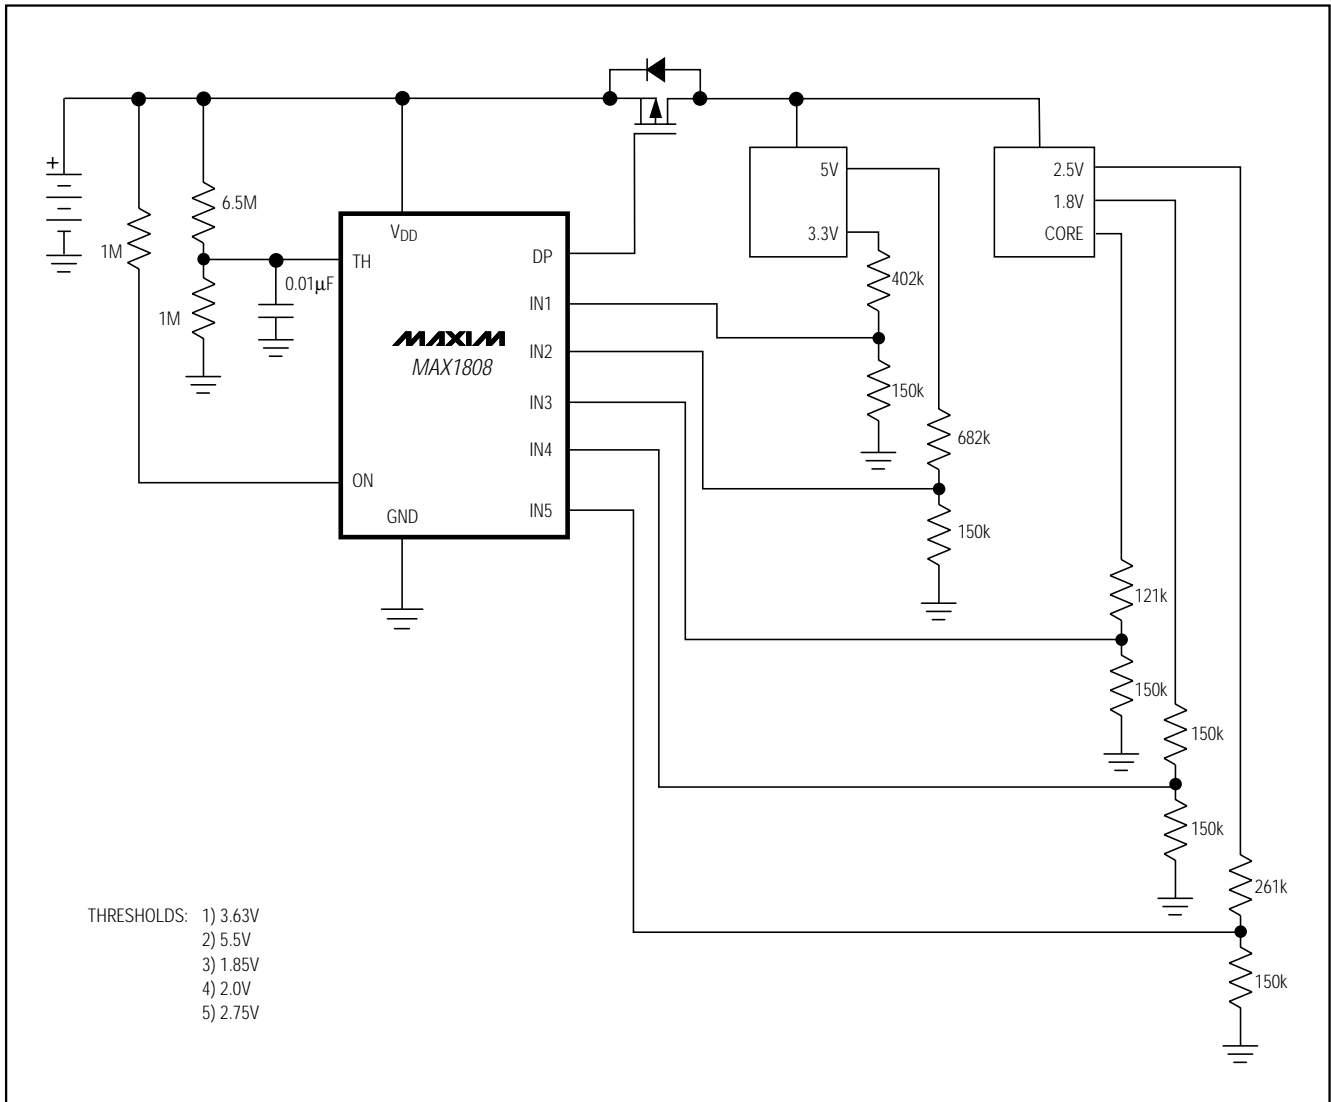 +
6.5M
1M
1M
0.01µF
VDD
TH
ON
GND
DP
IN1
IN2
IN3
IN4
IN5
MAXIM
MAX1808
5V
3.3V
2.5V
1.8V
CORE
402k
150k
682k
150k
121k
150k
150k
150k
261k
150k
THRESHOLDS: 1) 3.63V
2) 5.5V
3) 1.85V
4) 2.0V
5) 2.75V